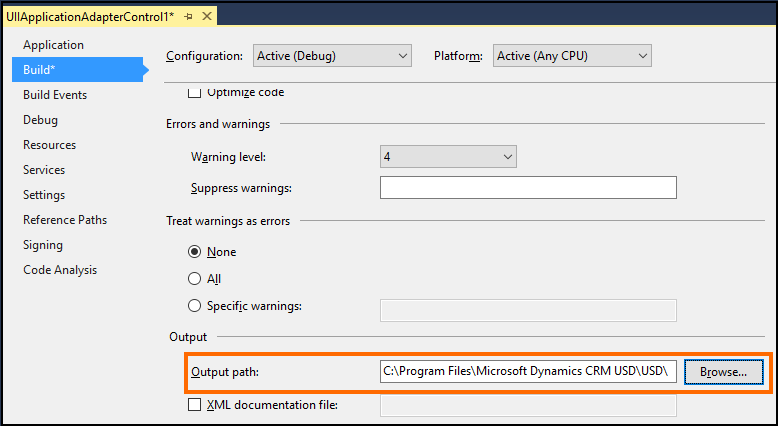 UIIApplicationAdapterControl1*
Application
Build*
Build Events
Debug
Resources
Services
Settings
Reference Paths
Signing
Code Analysis
Configuration: Active (Debug) Platform: Active (Any CPU)
Optimize code
Errors and warnings
Warning level: 4
Suppress warnings:
Treat warnings as errors
None
All
Specific warnings:
Output
Output path: C:\Program Files\Microsoft Dynamics CRM USD\USD\ Browse...
XML documentation file: